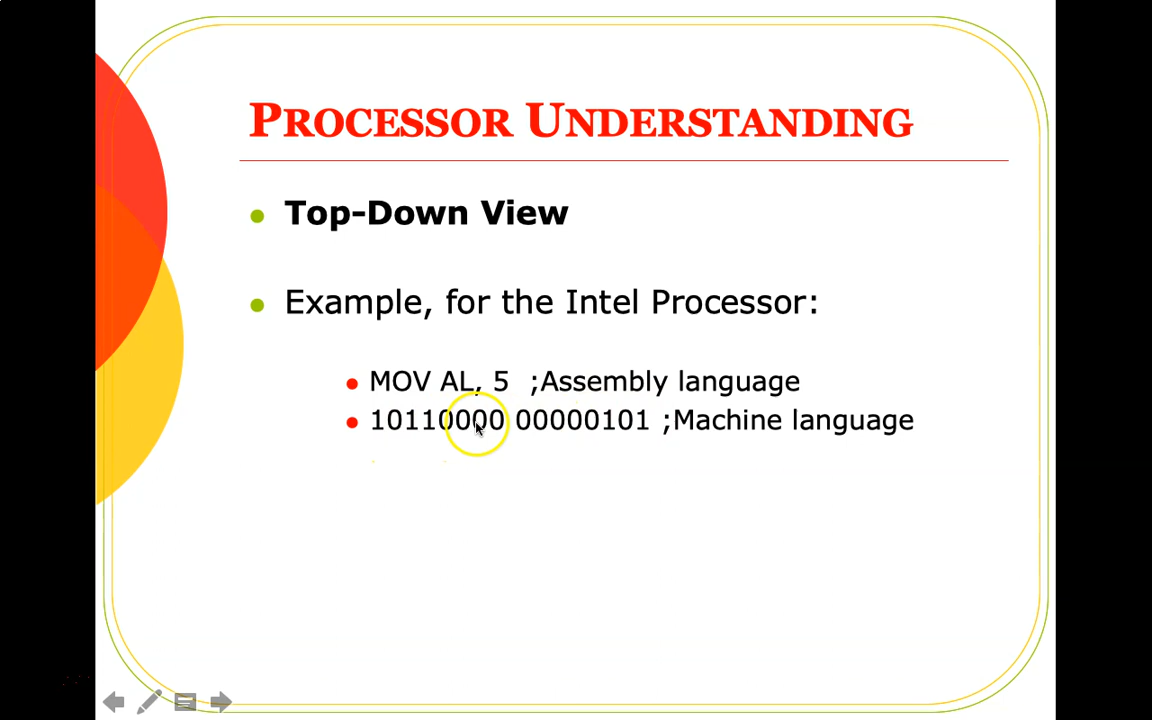 PROCESSOR UNDERSTANDING
Top-Down View
Example, for the Intel Processor:
MOV AL, 5 ;Assembly language
10110000 00000101 ;Machine language